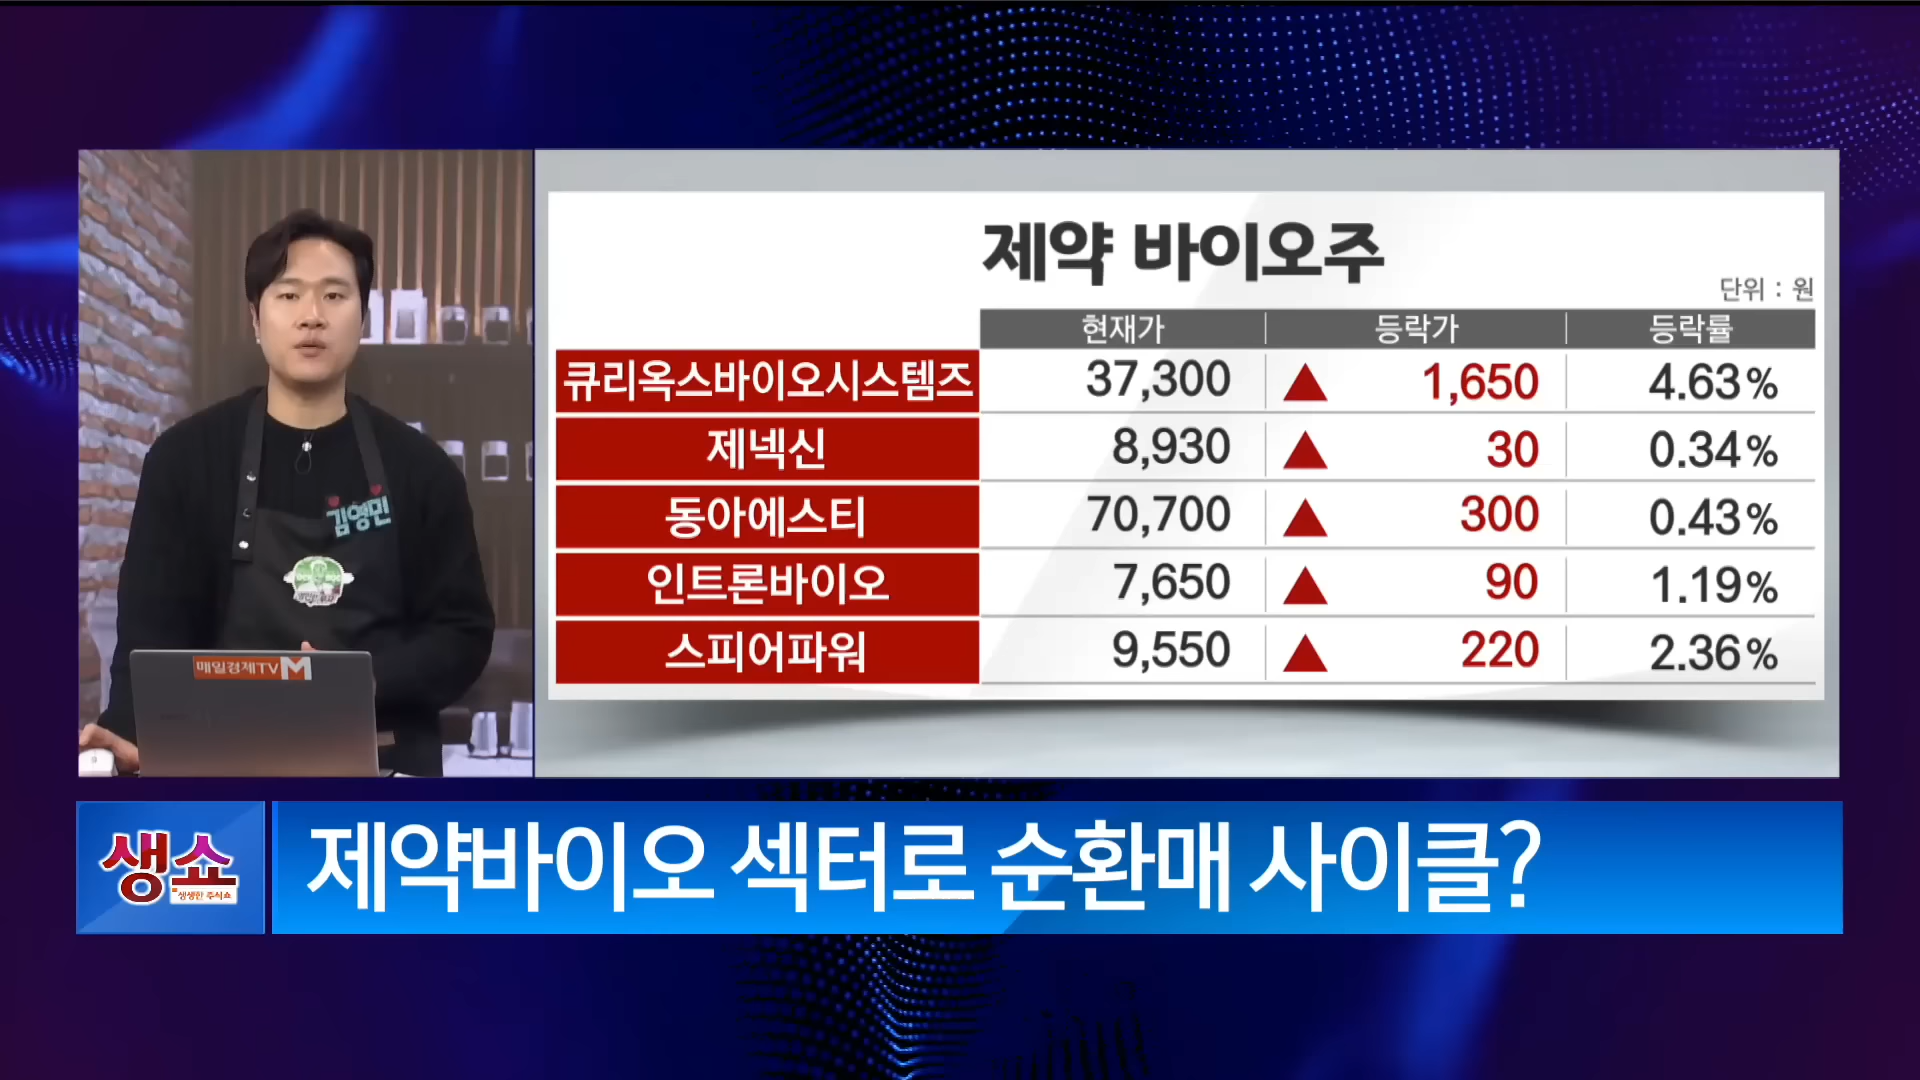 제약 바이오주
단위 : 원
현재가 등락가 등락률
큐리옥스바이오시스템즈 37,300 ▲ 1,650 4.63%
제넥신 8,930 ▲ 30 0.34%
동아에스티 70,700 ▲ 300 0.43%
인트론바이오 7,650 ▲ 90 1.19%
스피어파워 9,550 ▲ 220 2.36%
김영민
매일경제TV M
생쇼
생생한 주식쇼
제약바이오 섹터로 순환매 사이클?